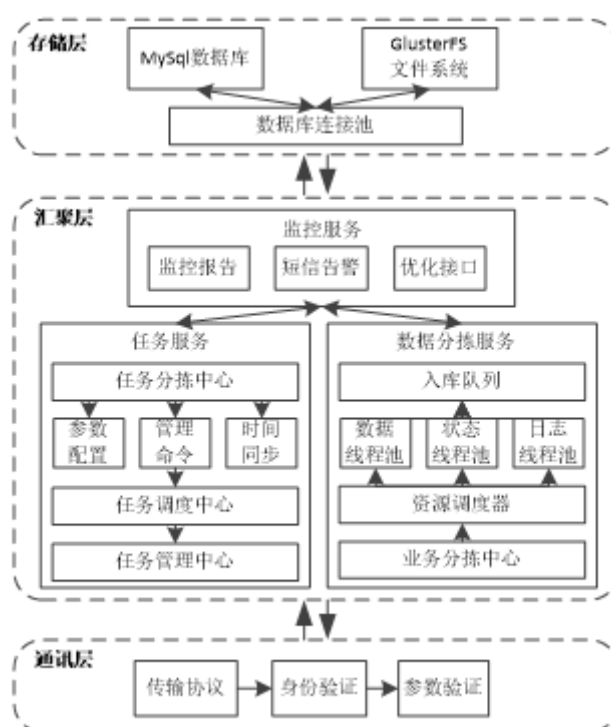 存储层
MySql数据库
GlusterFS
文件系统
数据库连接池
汇聚层
监控服务
监控报告
短信告警
优化接口
任务服务
任务分拣中心
参数
配置
管理
命令
时间
同步
任务调度中心
任务管理中心
数据分拣服务
入库队列
数据
线程池
状态
线程池
日志
线程池
资源调度器
业务分拣中心
通讯层
传输协议
身份验证
参数验证